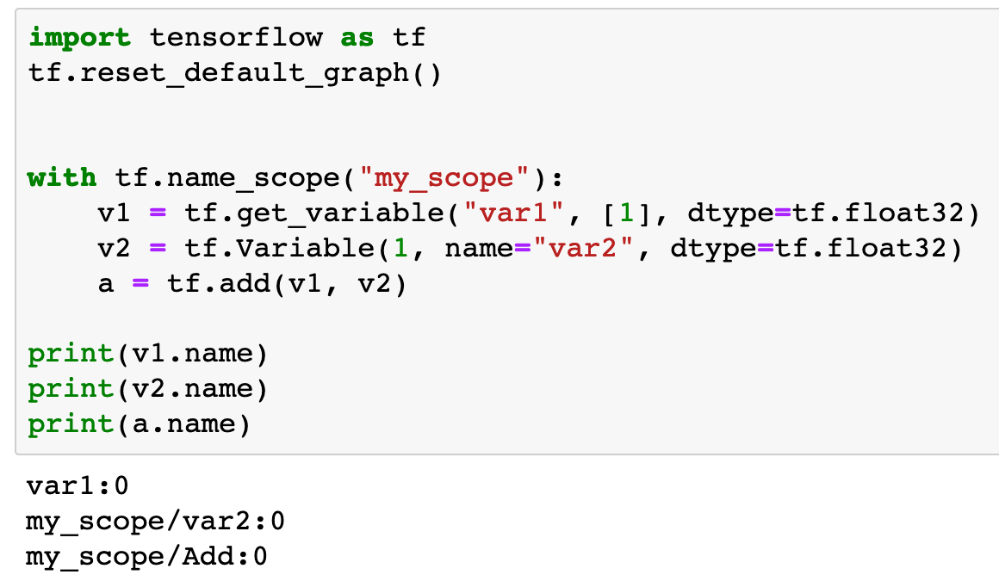 import tensorflow as tf
tf.reset_default_graph()
with tf.name_scope("my_scope"):
    v1 = tf.get_variable("var1", [1], dtype=tf.float32)
    v2 = tf.Variable(1, name="var2", dtype=tf.float32)
    a = tf.add(v1, v2)
print(v1.name)
print(v2.name)
print(a.name)
var1:0
my_scope/var2:0
my_scope/Add:0